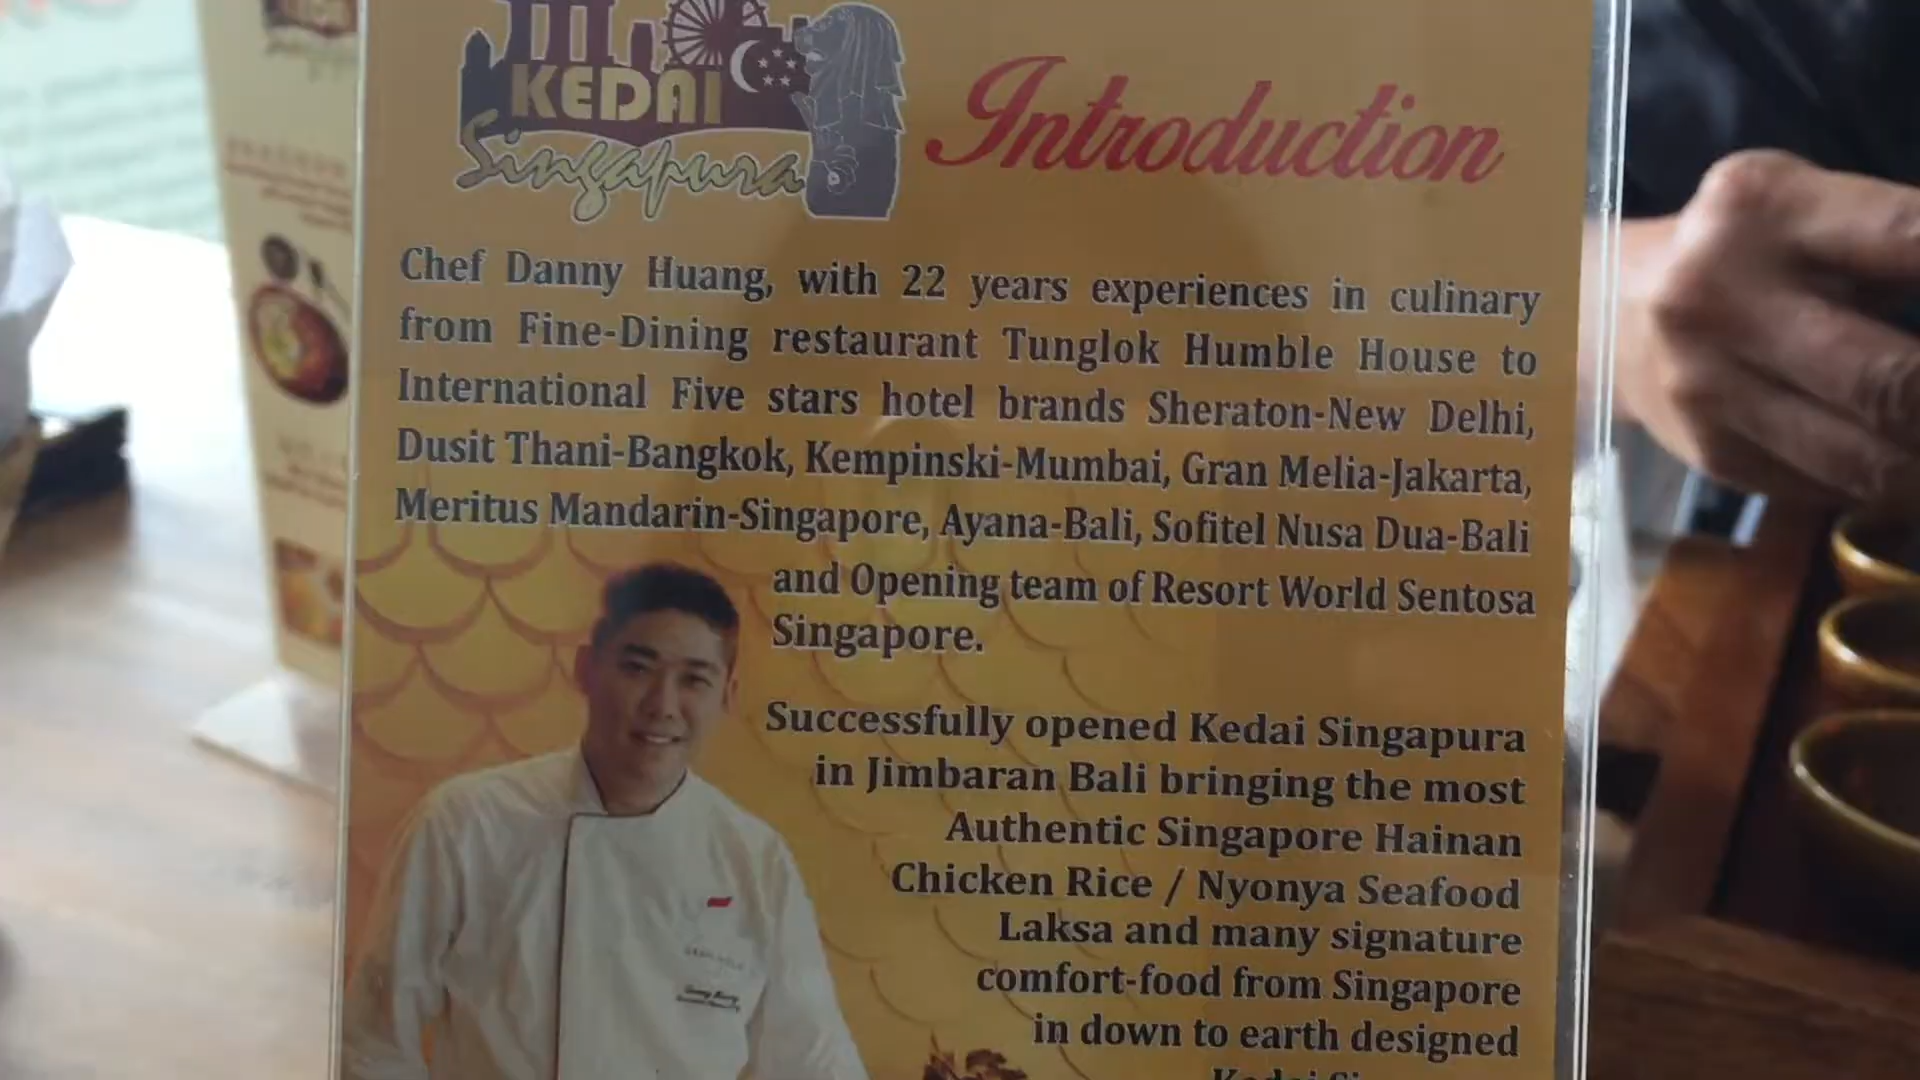 KEDAI
Singapura
Introduction
Chef Danny Huang, with 22 years experiences in culinary
from Fine-Dining restaurant Tunglok Humble House to
International Five stars hotel brands Sheraton-New Delhi,
Dusit Thani-Bangkok, Kempinski-Mumbai, Gran Melia-Jakarta,
Meritus Mandarin-Singapore, Ayana-Bali, Sofitel Nusa Dua-Bali
and Opening team of Resort World Sentosa
Singapore.
Successfully opened Kedai Singapura
in Jimbaran Bali bringing the most
Authentic Singapore Hainan
Chicken Rice / Nyonya Seafood
Laksa and many signature
comfort-food from Singapore
in down to earth designed